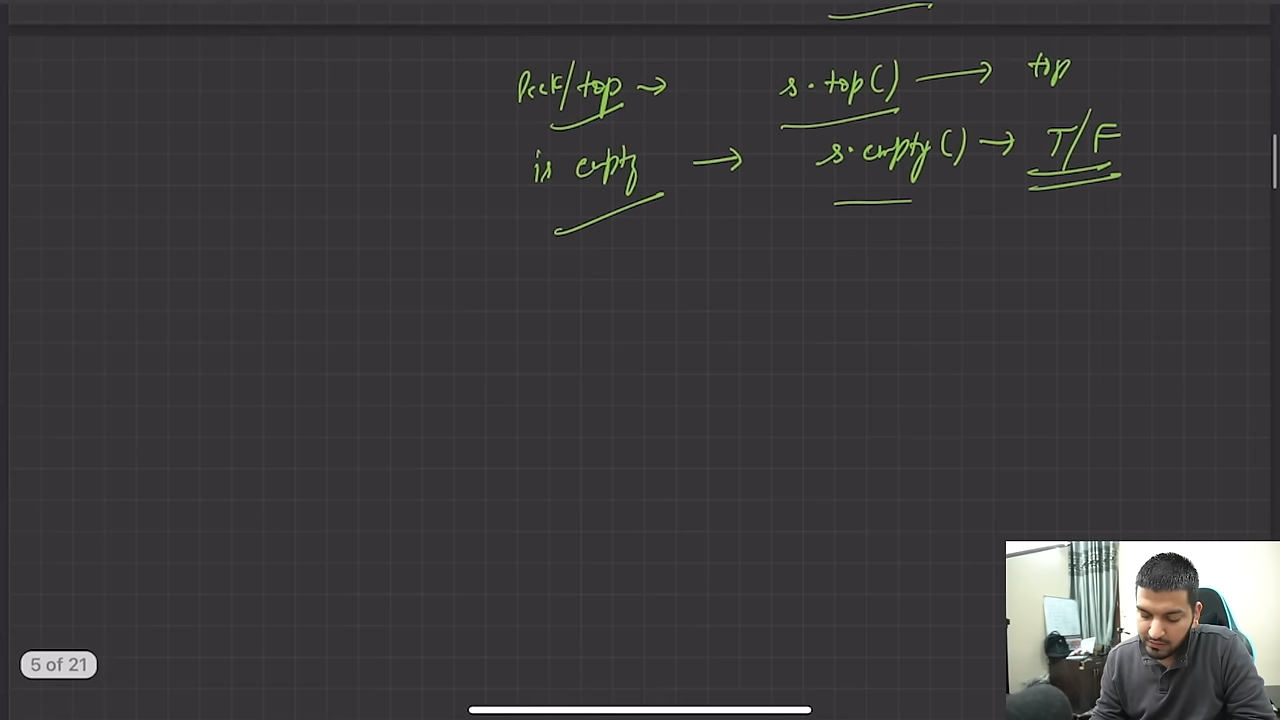 Peek/top → s.top() → top
is empty → s.empty() → T/F
5 of 21